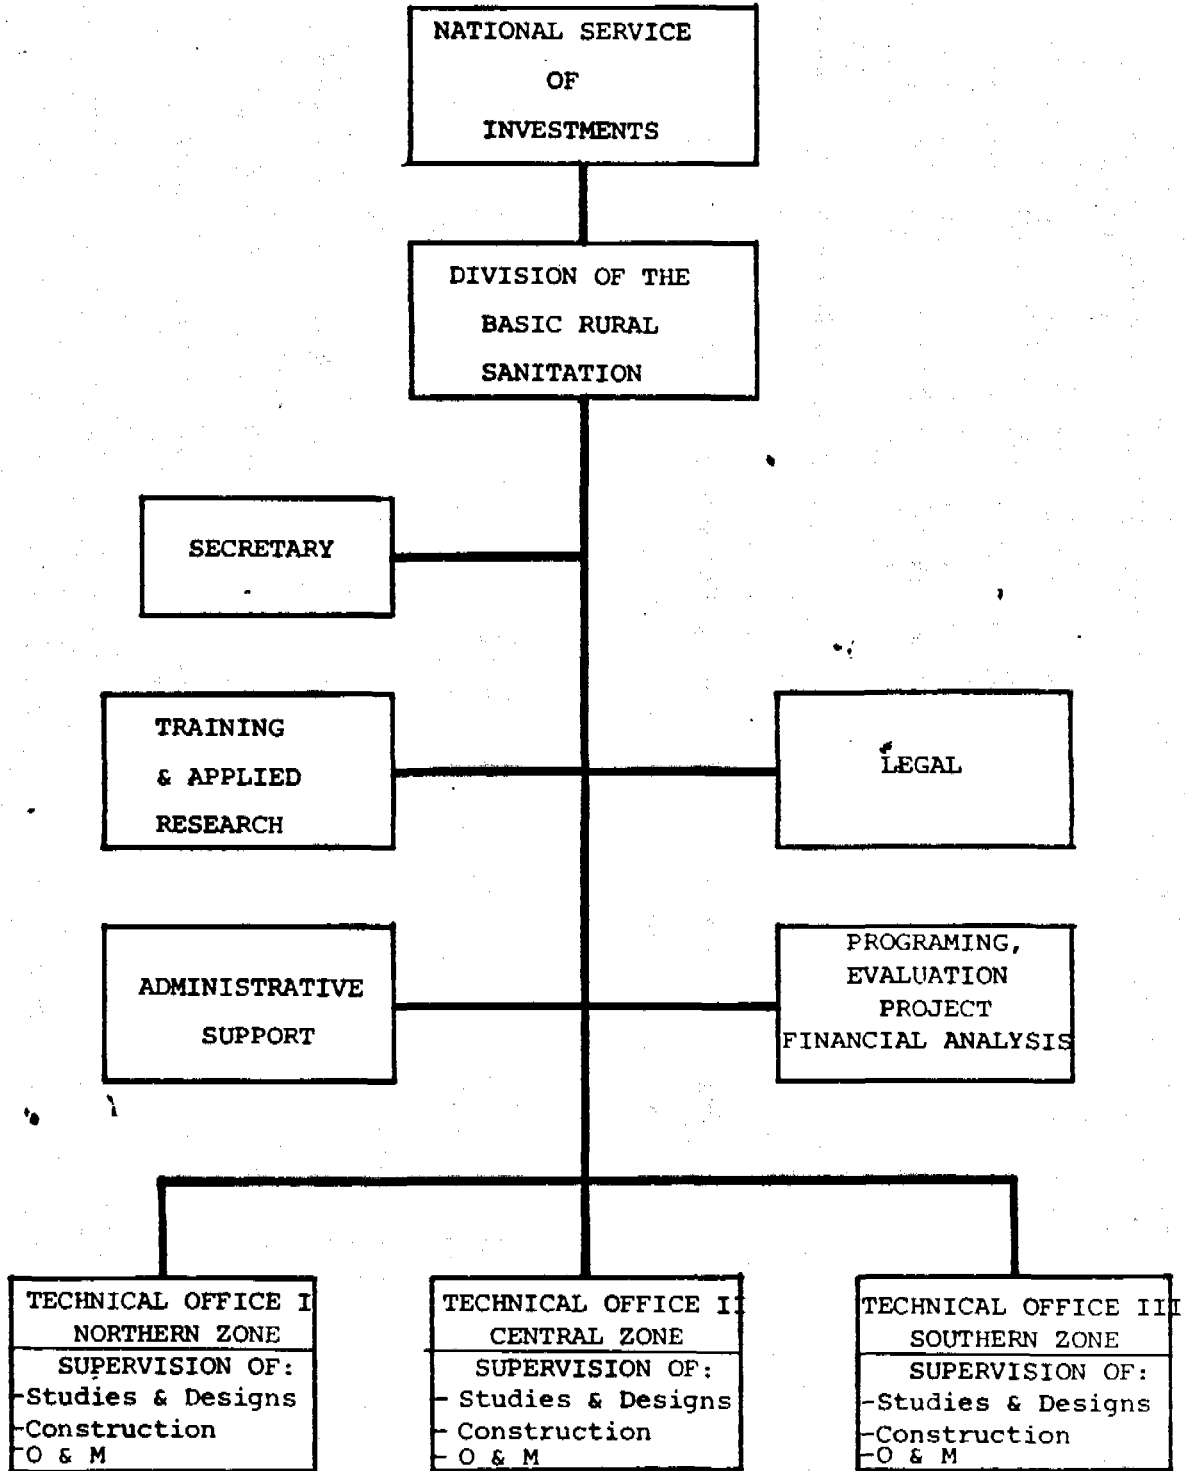 NATIONAL SERVICE
OF
INVESTMENTS
DIVISION OF THE
BASIC RURAL
SANITATION
SECRETARY
TRAINING
& APPLIED
RESEARCH
LEGAL
ADMINISTRATIVE
SUPPORT
PROGRAMING,
EVALUATION
PROJECT
FINANCIAL ANALYSIS
TECHNICAL OFFICE I
NORTHERN ZONE
SUPERVISION OF:
-Studies & Designs
-Construction
-O & M
TECHNICAL OFFICE II
CENTRAL ZONE
SUPERVISION OF:
- Studies & Designs
- Construction
- O & M
TECHNICAL OFFICE III
SOUTHERN ZONE
SUPERVISION OF:
-Studies & Designs
-Construction
-O & M